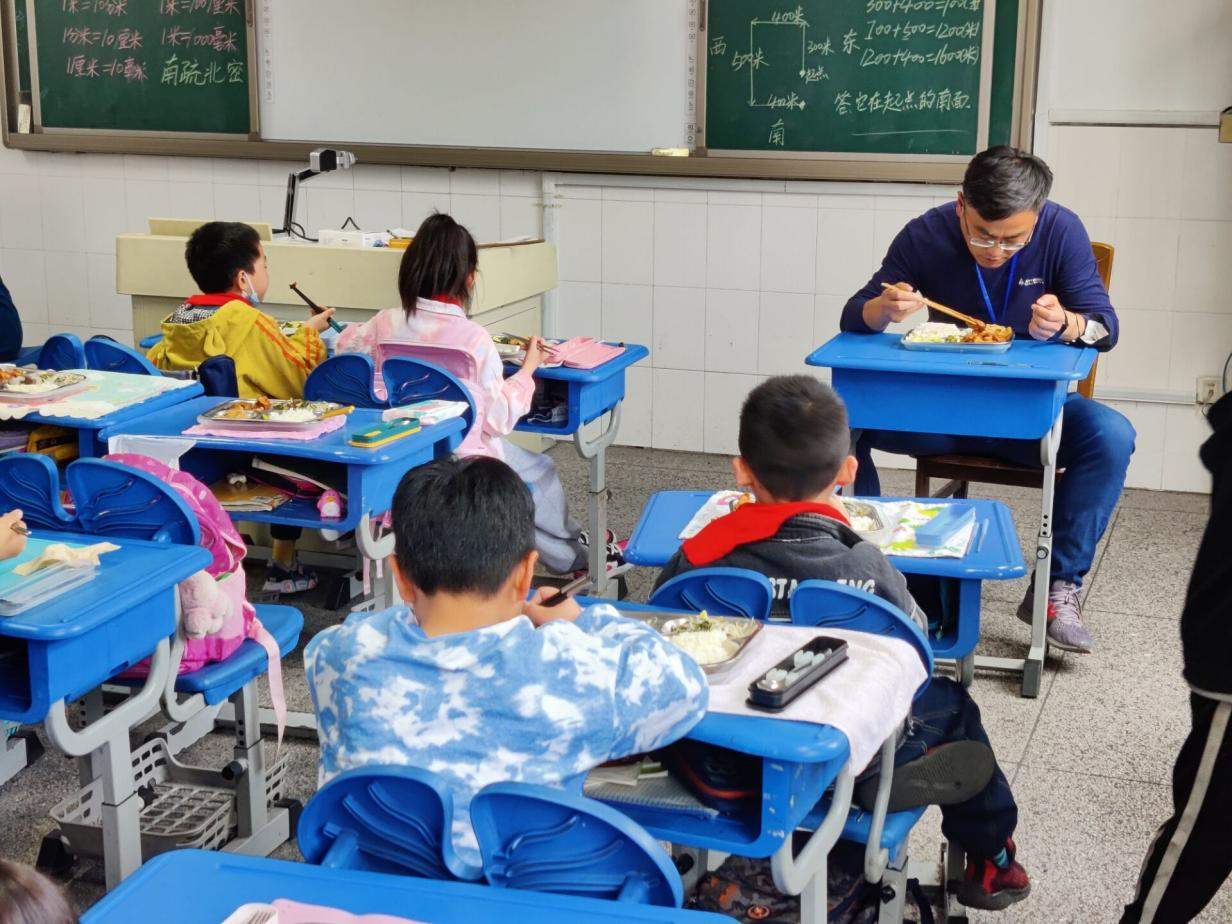 1米=10分米 1米=100厘米
1分米=10厘米 1米=1000毫米
1厘米=10毫米 南疏北密
400米
西 500米 300米 东
起点
400米
南
300+400=700(米)
700+500=1200(米)
1200+400=1600(米)
答它在起点的南面.